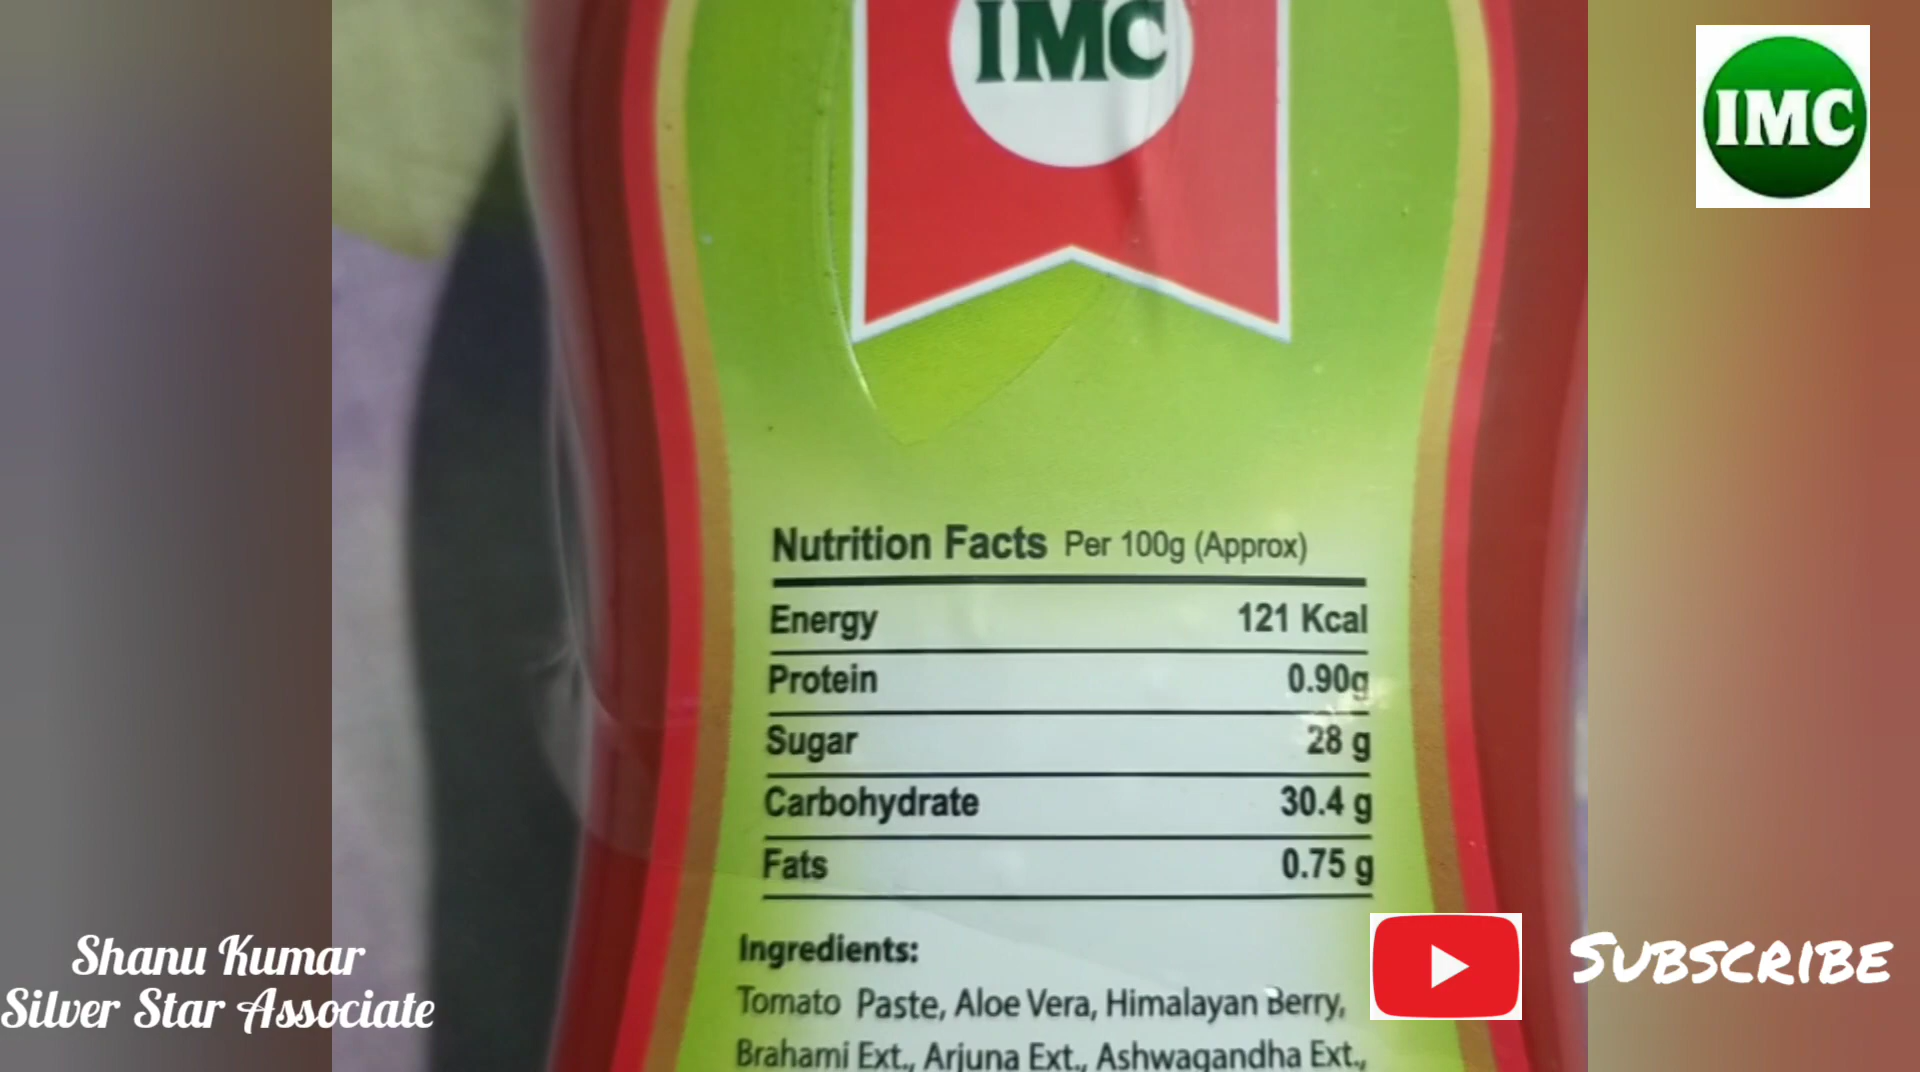 IMC
IMC
Nutrition Facts Per 100g (Approx)
Energy 121 Kcal
Protein 0.90g
Sugar 28 g
Carbohydrate 30.4 g
Fats 0.75 g
Ingredients:
Tomato Paste, Aloe Vera, Himalayan Berry,
Brahami Ext., Arjuna Ext., Ashwagandha Ext.,
Shanu Kumar
Silver Star Associate
SUBSCRIBE